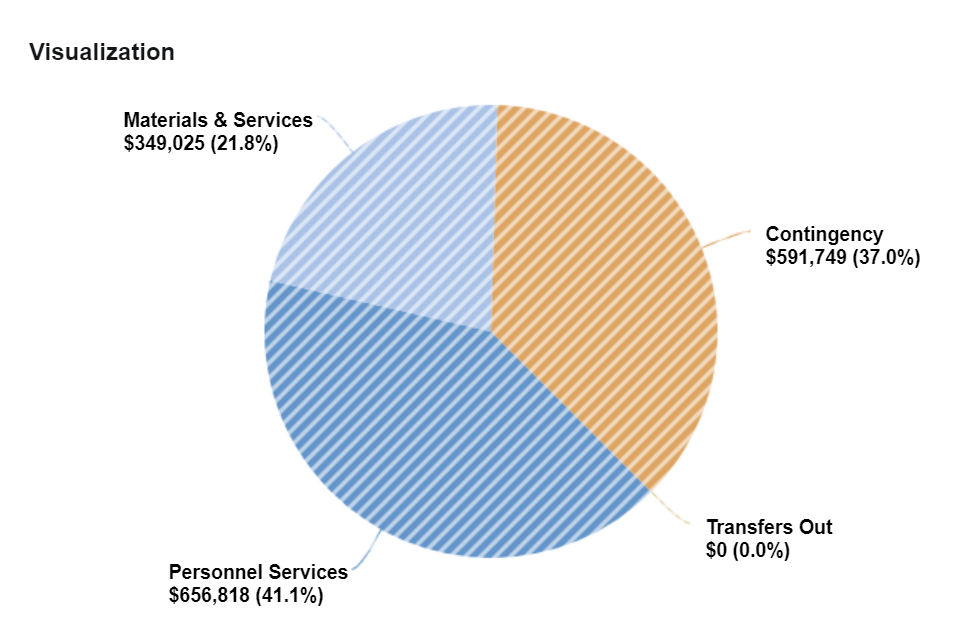 Visualization
Materials & Services
$349,025 (21.8%)
Contingency
$591,749 (37.0%)
Transfers Out
$0 (0.0%)
Personnel Services
$656,818 (41.1%)